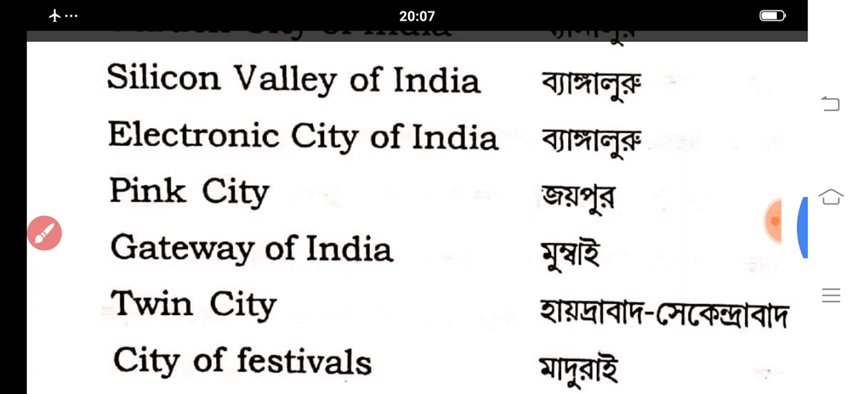 20:07
Silicon Valley of India ব্যাঙ্গালুরু
Electronic City of India ব্যাঙ্গালুরু
Pink City জয়পুর
Gateway of India মুম্বাই
Twin City হায়দ্রাবাদ-সেকেন্দ্রাবাদ
City of festivals মাদুরাই